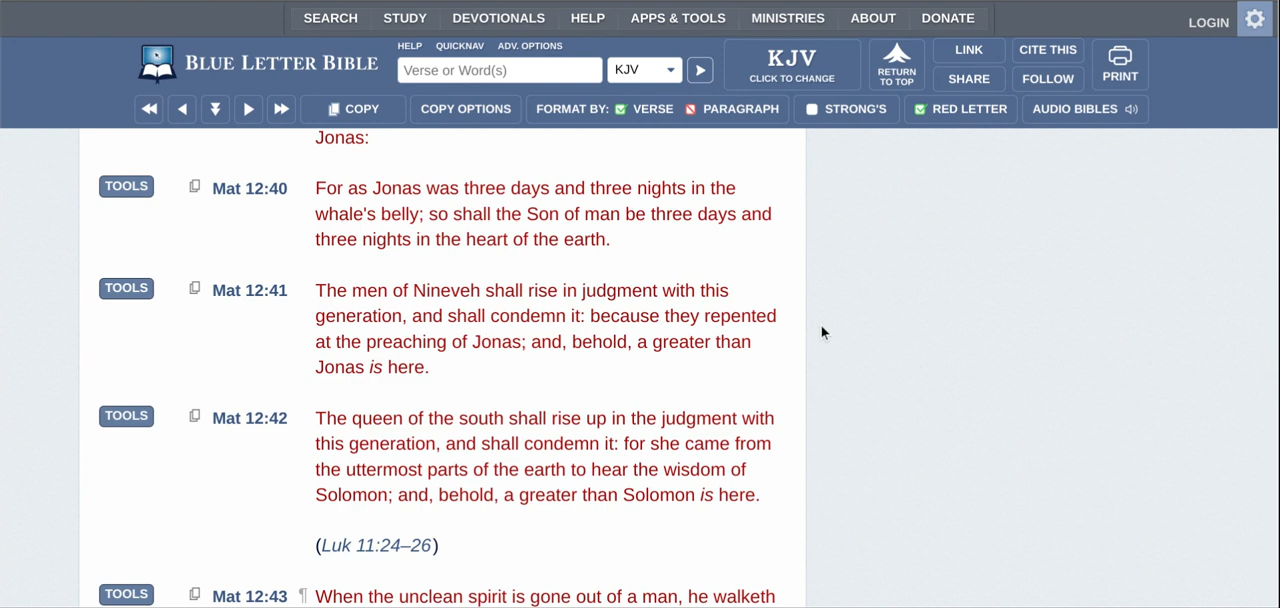 SEARCH STUDY DEVOTIONALS HELP APPS & TOOLS MINISTRIES ABOUT DONATE LOGIN
BLUE LETTER BIBLE
HELP QUICKNAV ADV. OPTIONS
Verse or Word(s) KJV
KJV
CLICK TO CHANGE
RETURN
TO TOP
LINK CITE THIS
SHARE FOLLOW
PRINT
COPY COPY OPTIONS FORMAT BY: VERSE PARAGRAPH STRONG'S RED LETTER AUDIO BIBLES
Jonas:
TOOLS Mat 12:40 For as Jonas was three days and three nights in the
whale's belly; so shall the Son of man be three days and
three nights in the heart of the earth.
TOOLS Mat 12:41 The men of Nineveh shall rise in judgment with this
generation, and shall condemn it: because they repented
at the preaching of Jonas; and, behold, a greater than
Jonas is here.
TOOLS Mat 12:42 The queen of the south shall rise up in the judgment with
this generation, and shall condemn it: for she came from
the uttermost parts of the earth to hear the wisdom of
Solomon; and, behold, a greater than Solomon is here.
(Luk 11:24–26)
TOOLS Mat 12:43 ¶ When the unclean spirit is gone out of a man, he walketh